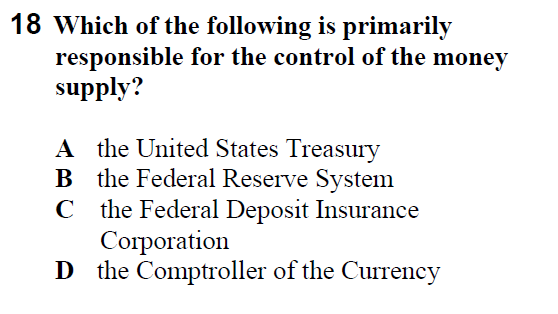 18 Which of the following is primarily
responsible for the control of the money
supply?
A the United States Treasury
B the Federal Reserve System
C the Federal Deposit Insurance
Corporation
D the Comptroller of the Currency